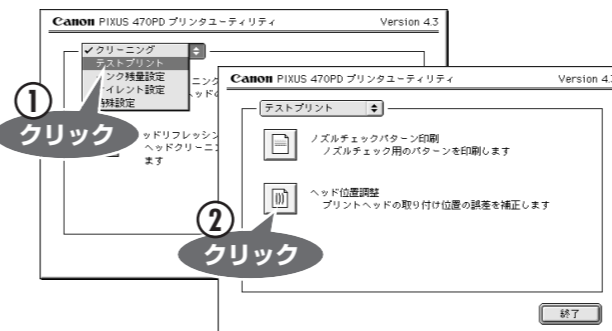 Canon PIXUS 470PD プリンタユーティリティ Version 4.3
✓クリーニング
テストプリント
ンク残量設定
イレント設定
殊設定
ニング
ッドの
ッドリフレッシン
ヘッドクリーニ
ます
① クリック
Canon PIXUS 470PD プリンタユーティリティ Version 4.3
テストプリント
ノズルチェックパターン印刷
ノズルチェック用のパターンを印刷します
ヘッド位置調整
プリントヘッドの取り付け位置の誤差を補正します
② クリック
終了